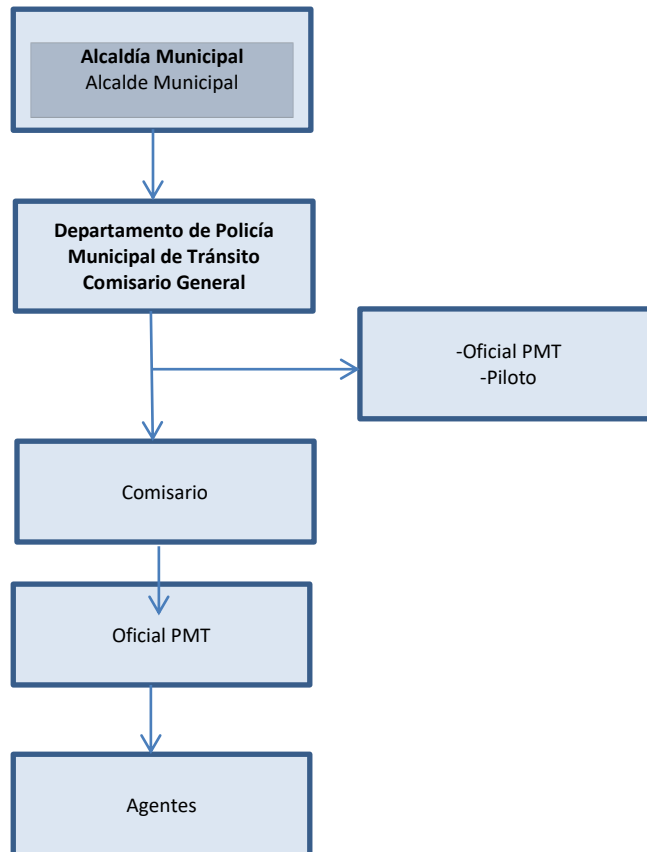 Alcaldía Municipal
Alcalde Municipal
Departamento de Policía
Municipal de Tránsito
Comisario General
-Oficial PMT
-Piloto
Comisario
Oficial PMT
Agentes